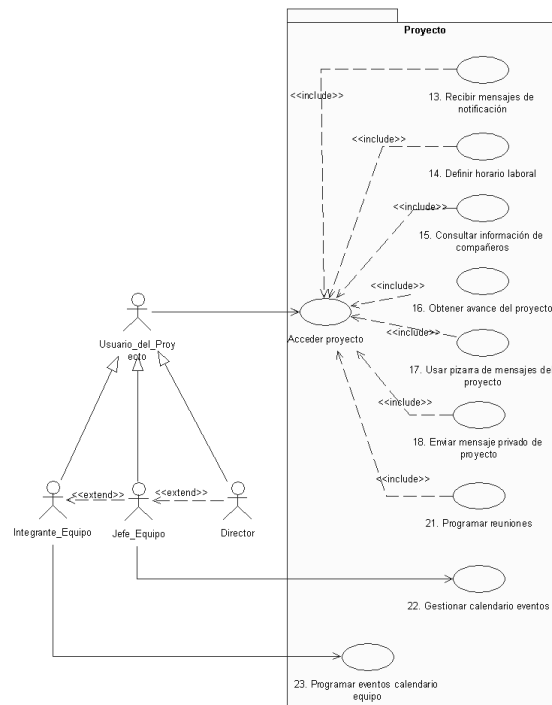 Proyecto
<<include>>
13. Recibir mensajes de
notificación
<<include>>
14. Definir horario laboral
<<include>>
15. Consultar información de
compañeros
<<include>>
16. Obtener avance del proyecto
Acceder proyecto
<<include>>
17. Usar pizarra de mensajes del
proyecto
Usuario_del_Proy
ecto
<<include>>
18. Enviar mensaje privado de
proyecto
<<include>>
21. Programar reuniones
<<extend>>
<<extend>>
Integrante_Equipo
Jefe_Equipo
Director
22. Gestionar calendario eventos
23. Programar eventos calendario
equipo